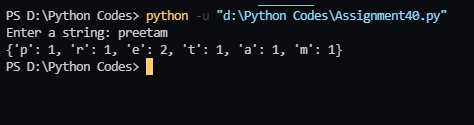 PS D:\Python Codes> python -u "d:\Python Codes\Assignment40.py"
Enter a string: preetam
{'p': 1, 'r': 1, 'e': 2, 't': 1, 'a': 1, 'm': 1}
PS D:\Python Codes>